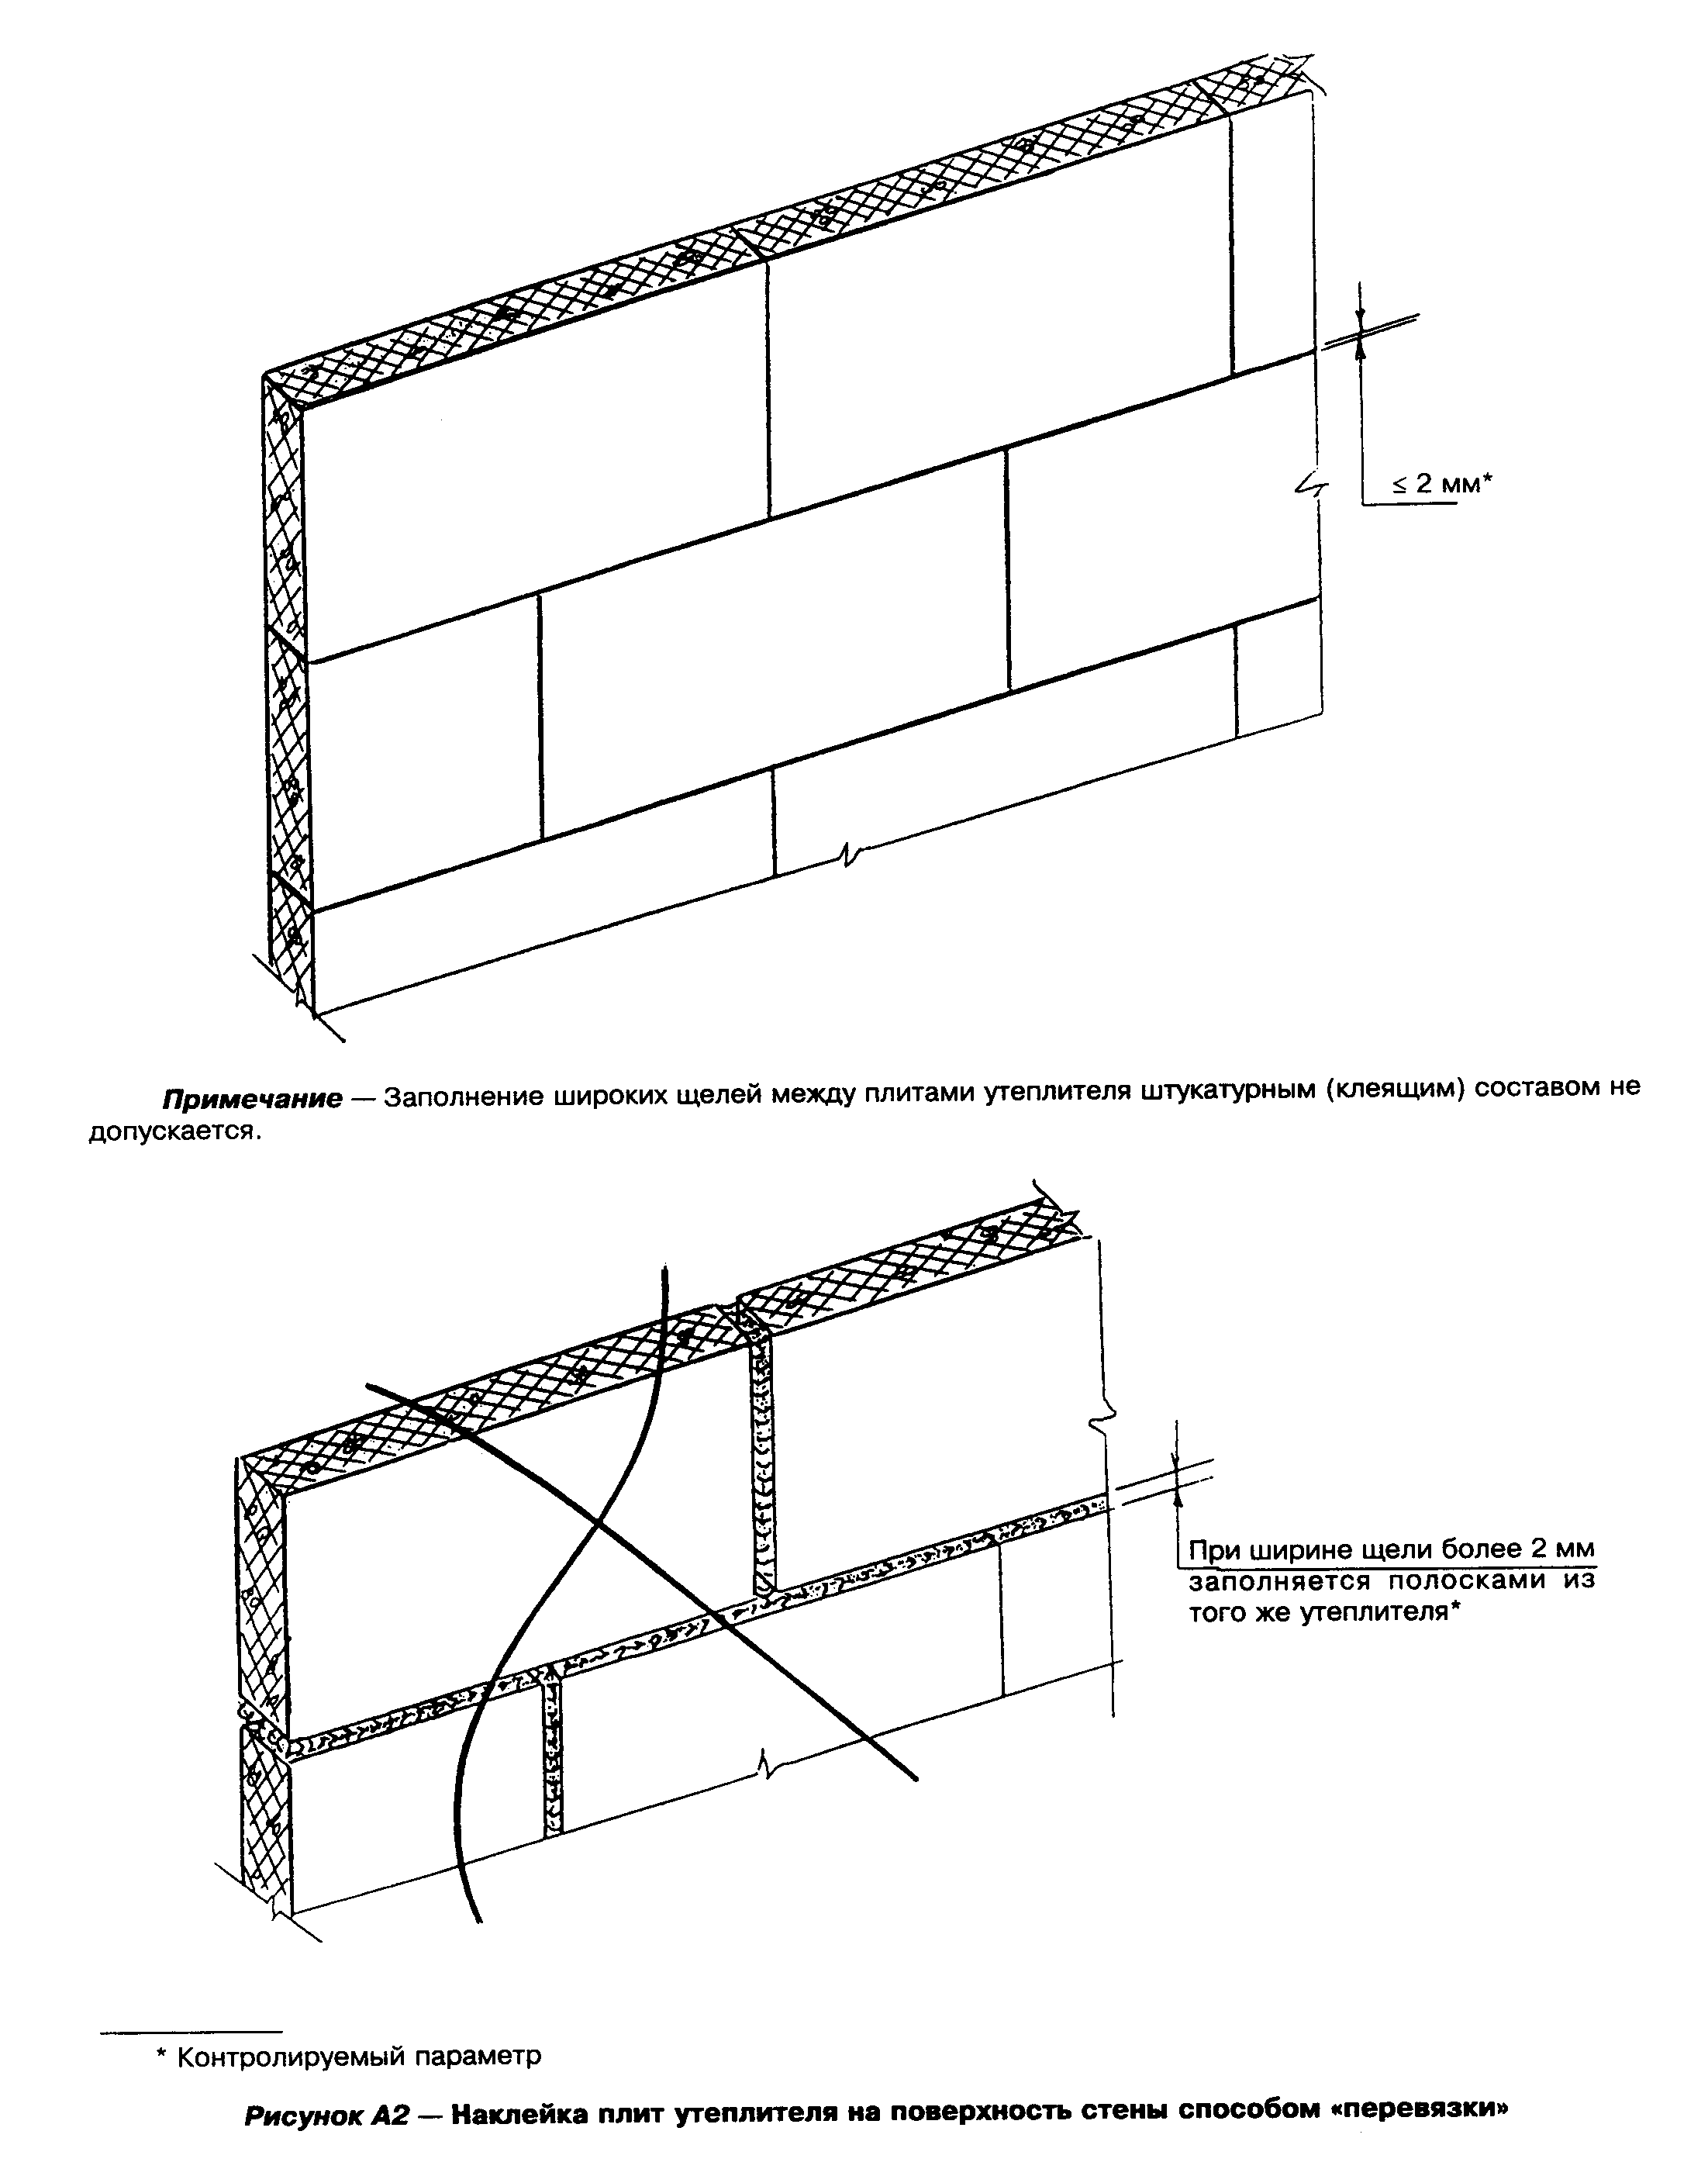 ≤ 2 мм*
Примечание — Заполнение широких щелей между плитами утеплителя штукатурным (клеящим) составом не
допускается.
При ширине щели более 2 мм
заполняется полосками из
того же утеплителя*
* Контролируемый параметр
Рисунок А2 — Наклейка плит утеплителя на поверхность стены способом «перевязки»